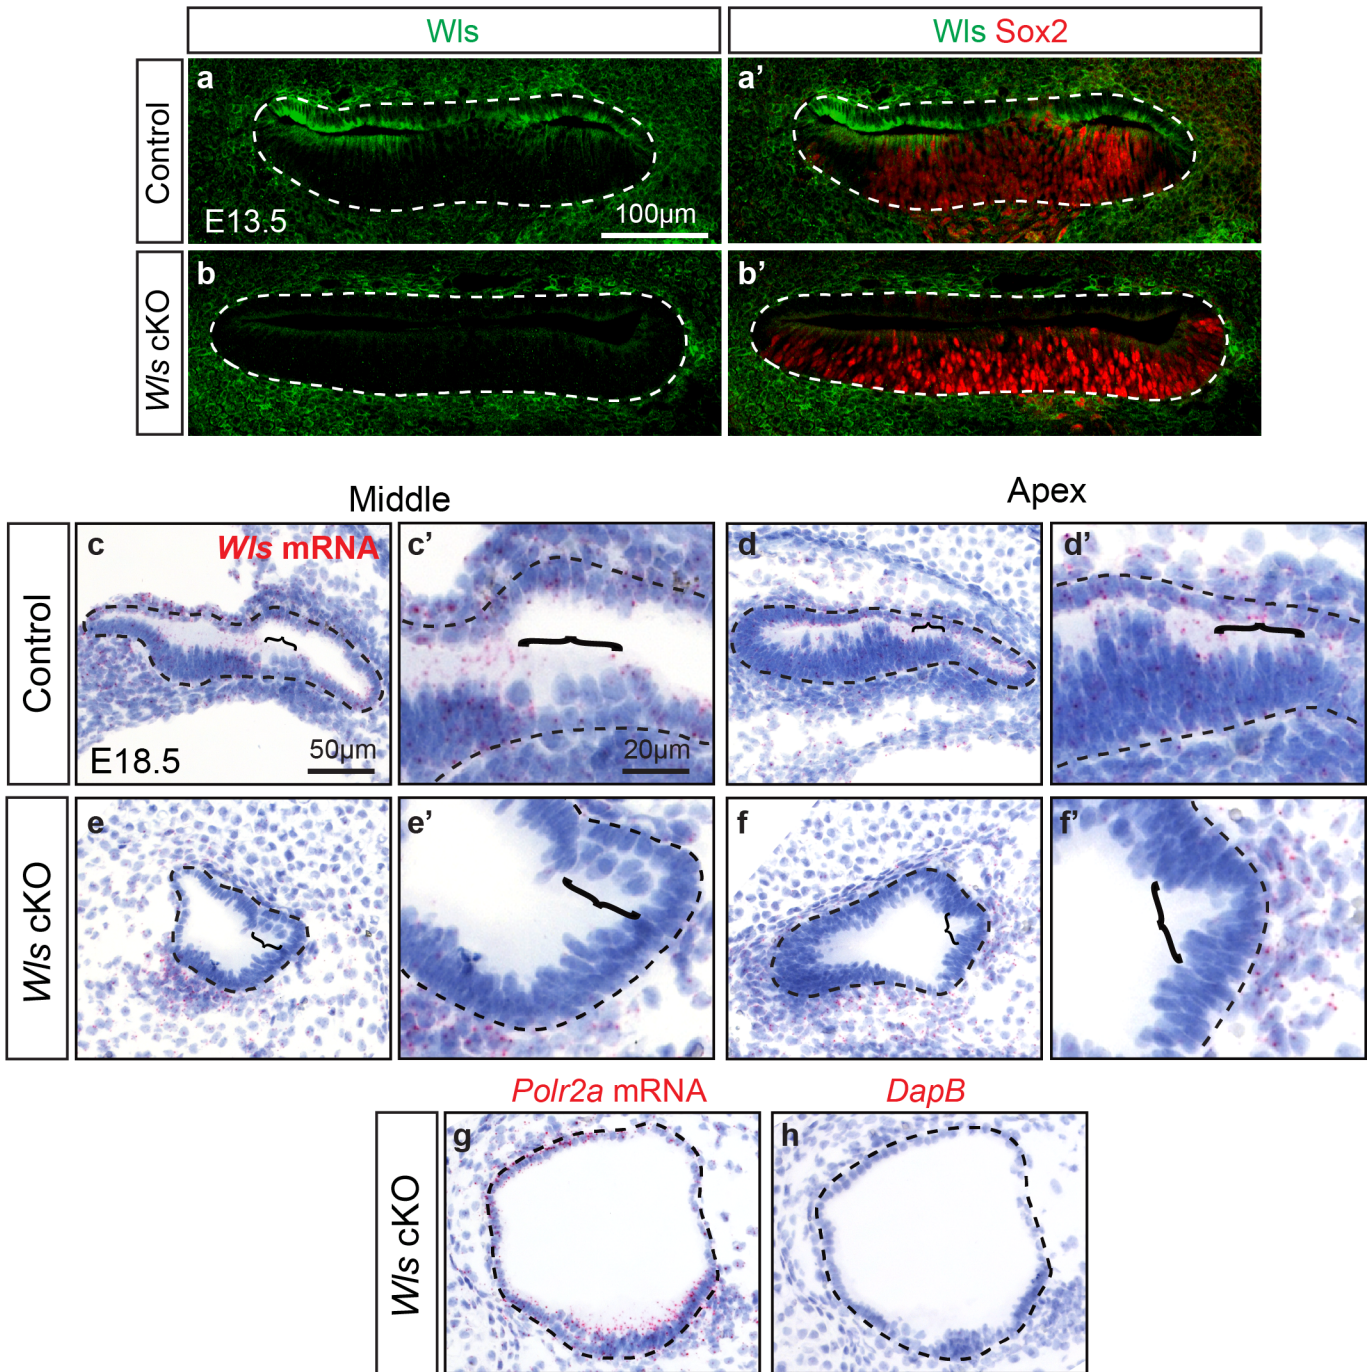 Wls
Wls Sox2
Control
a
a’
E13.5
100μm
Wls cKO
b
b’
Middle
Apex
Control
c
Wls mRNA
c’
d
d’
E18.5
50μm
20μm
Wls cKO
e
e’
f
f’
Polr2a mRNA
DapB
Wls cKO
g
h